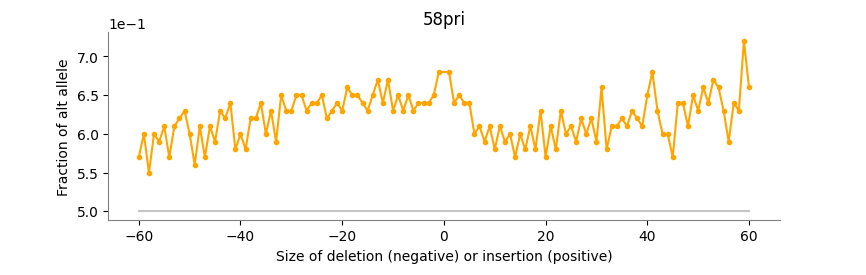 58pri
1e−1
7.0
6.5
6.0
5.5
5.0
Fraction of alt allele
−60 −40 −20 0 20 40 60
Size of deletion (negative) or insertion (positive)